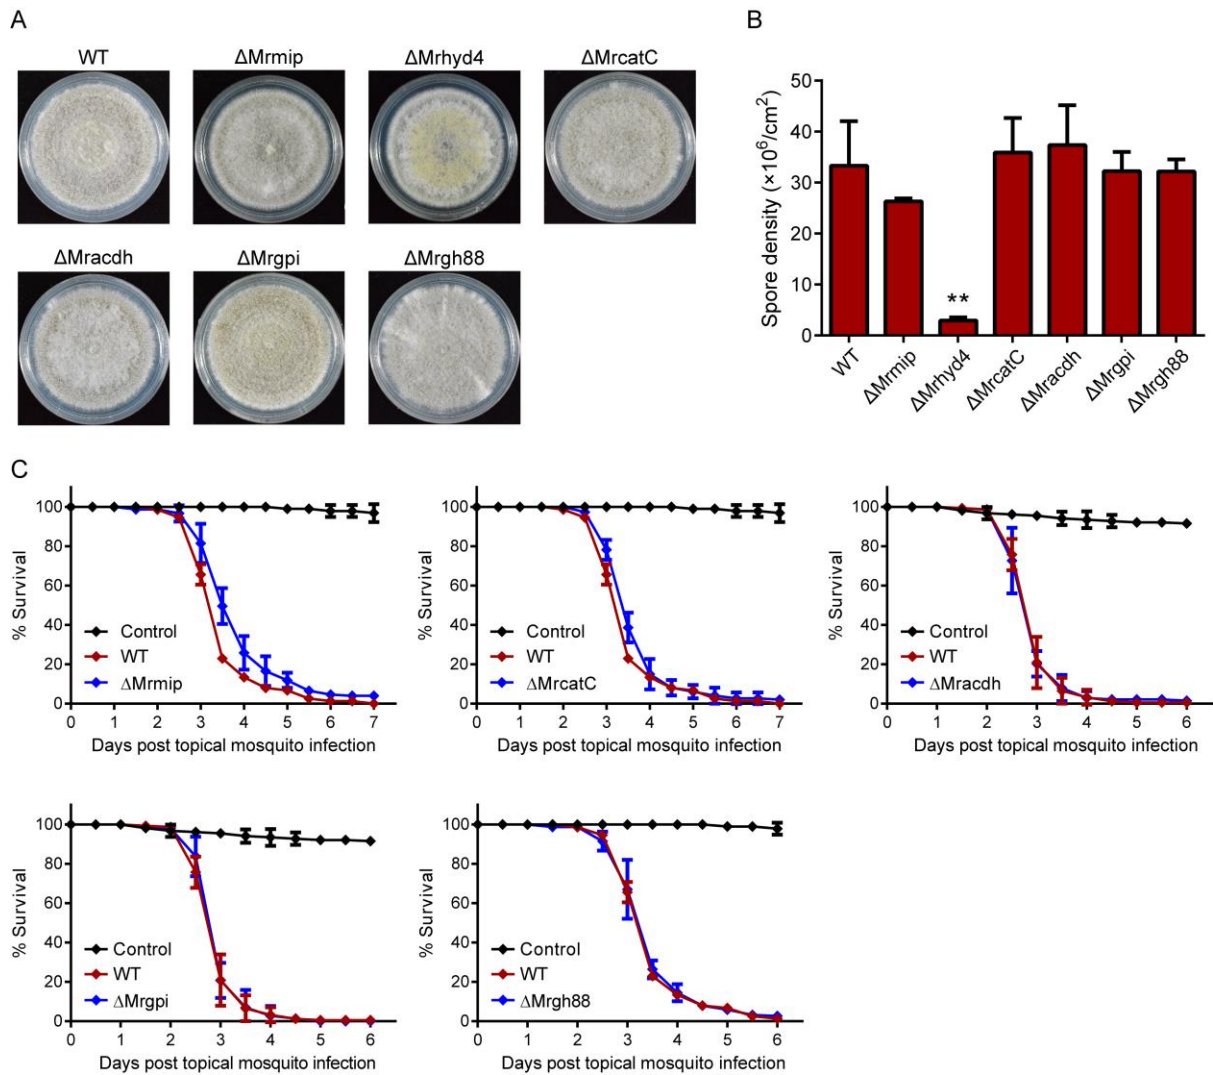 A
WT
ΔMrmip
ΔMrhyd4
ΔMrcatC
ΔMracdh
ΔMrgpi
ΔMrgh88
B
Spore density (×10⁶/cm²)
50
40
30
20
10
0
WT
ΔMrmip
ΔMrhyd4
ΔMrcatC
ΔMracdh
ΔMrgpi
ΔMrgh88
**
C
% Survival
100
80
60
40
20
0
Control
WT
ΔMrmip
0 1 2 3 4 5 6 7
Days post topical mosquito infection
% Survival
100
80
60
40
20
0
Control
WT
ΔMrcatC
0 1 2 3 4 5 6 7
Days post topical mosquito infection
% Survival
100
80
60
40
20
0
Control
WT
ΔMracdh
0 1 2 3 4 5 6
Days post topical mosquito infection
% Survival
100
80
60
40
20
0
Control
WT
ΔMrgpi
0 1 2 3 4 5 6
Days post topical mosquito infection
% Survival
100
80
60
40
20
0
Control
WT
ΔMrgh88
0 1 2 3 4 5 6
Days post topical mosquito infection